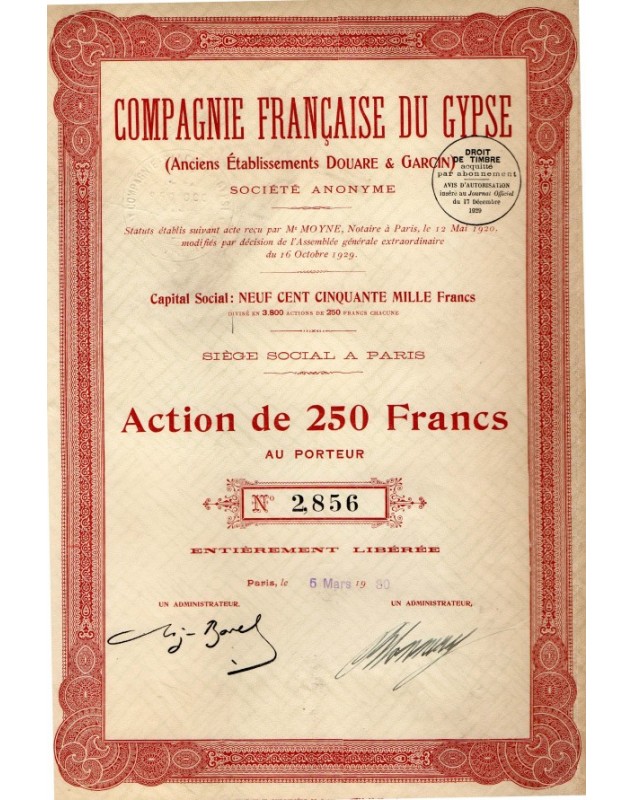 COMPAGNIE FRANÇAISE DU GYPSE
(Anciens Établissements DOUARE & GARCIN)
SOCIÉTÉ ANONYME
DROIT
DE TIMBRE
acquitté
par abonnement
AVIS D'AUTORISATION
inséré au Journal Officiel
du 17 Décembre
1929
Statuts établis suivant acte reçu par Mᵉ MOYNE, Notaire à Paris, le 12 Mai 1920,
modifiés par décision de l'Assemblée générale extraordinaire
du 16 Octobre 1929.
Capital Social: NEUF CENT CINQUANTE MILLE Francs
DIVISÉ EN 3.800 ACTIONS DE 250 FRANCS CHACUNE
SIÈGE SOCIAL A PARIS
Action de 250 Francs
AU PORTEUR
Nº 2,856
ENTIÈREMENT LIBÉRÉE
Paris, le 5 Mars 1930
UN ADMINISTRATEUR, UN ADMINISTRATEUR,